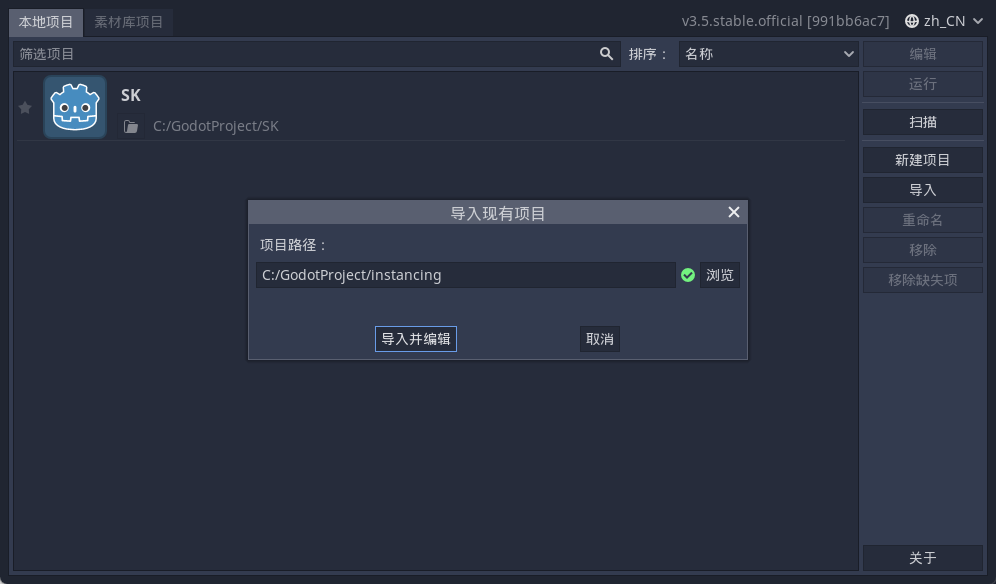 本地项目 素材库项目 v3.5.stable.official [991bb6ac7] zh_CN
筛选项目 排序： 名称 编辑
运行
SK
C:/GodotProject/SK
扫描
新建项目
导入
重命名
移除
移除缺失项
导入现有项目
项目路径：
C:/GodotProject/instancing 浏览
导入并编辑 取消
关于